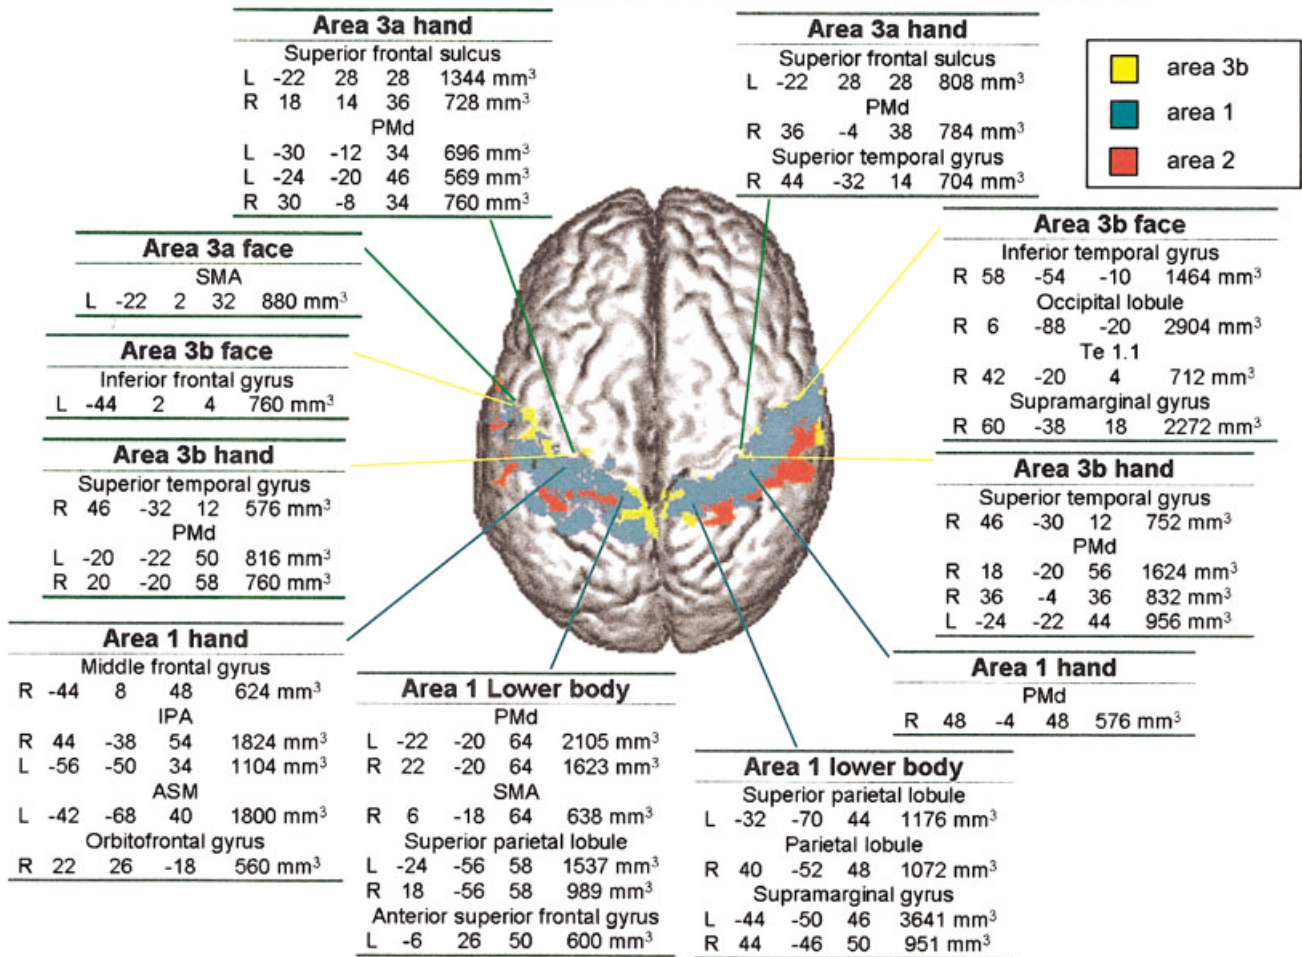 Area 3a hand
Superior frontal sulcus
L -22 28 28 1344 mm³
R 18 14 36 728 mm³
PMd
L -30 -12 34 696 mm³
L -24 -20 46 569 mm³
R 30 -8 34 760 mm³
Area 3a hand
Superior frontal sulcus
L -22 28 28 808 mm³
PMd
R 36 -4 38 784 mm³
Superior temporal gyrus
R 44 -32 14 704 mm³
area 3b
area 1
area 2
Area 3a face
SMA
L -22 2 32 880 mm³
Area 3b face
Inferior frontal gyrus
L -44 2 4 760 mm³
Area 3b hand
Superior temporal gyrus
R 46 -32 12 576 mm³
PMd
L -20 -22 50 816 mm³
R 20 -20 58 760 mm³
Area 3b face
Inferior temporal gyrus
R 58 -54 -10 1464 mm³
Occipital lobule
R 6 -88 -20 2904 mm³
Te 1.1
R 42 -20 4 712 mm³
Supramarginal gyrus
R 60 -38 18 2272 mm³
Area 3b hand
Superior temporal gyrus
R 46 -30 12 752 mm³
PMd
R 18 -20 56 1624 mm³
R 36 -4 36 832 mm³
L -24 -22 44 956 mm³
Area 1 hand
Middle frontal gyrus
R -44 8 48 624 mm³
IPA
R 44 -38 54 1824 mm³
L -56 -50 34 1104 mm³
ASM
L -42 -68 40 1800 mm³
Orbitofrontal gyrus
R 22 26 -18 560 mm³
Area 1 Lower body
PMd
L -22 -20 64 2105 mm³
R 22 -20 64 1623 mm³
SMA
R 6 -18 64 638 mm³
Superior parietal lobule
L -24 -56 58 1537 mm³
R 18 -56 58 989 mm³
Anterior superior frontal gyrus
L -6 26 50 600 mm³
Area 1 hand
PMd
R 48 -4 48 576 mm³
Area 1 lower body
Superior parietal lobule
L -32 -70 44 1176 mm³
Parietal lobule
R 40 -52 48 1072 mm³
Supramarginal gyrus
L -44 -50 46 3641 mm³
R 44 -46 50 951 mm³